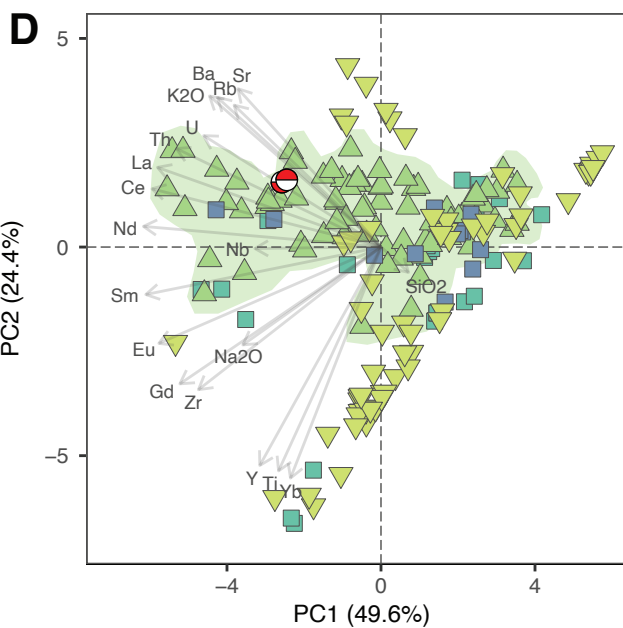 D
5
Ba
Sr
K2O
Rb
U
Th
La
Ce
Nd
Nb
0
SiO2
Sm
Eu
Na2O
Gd
Zr
−5
Y
Ti
Yb
−4
0
4
PC1 (49.6%)
PC2 (24.4%)